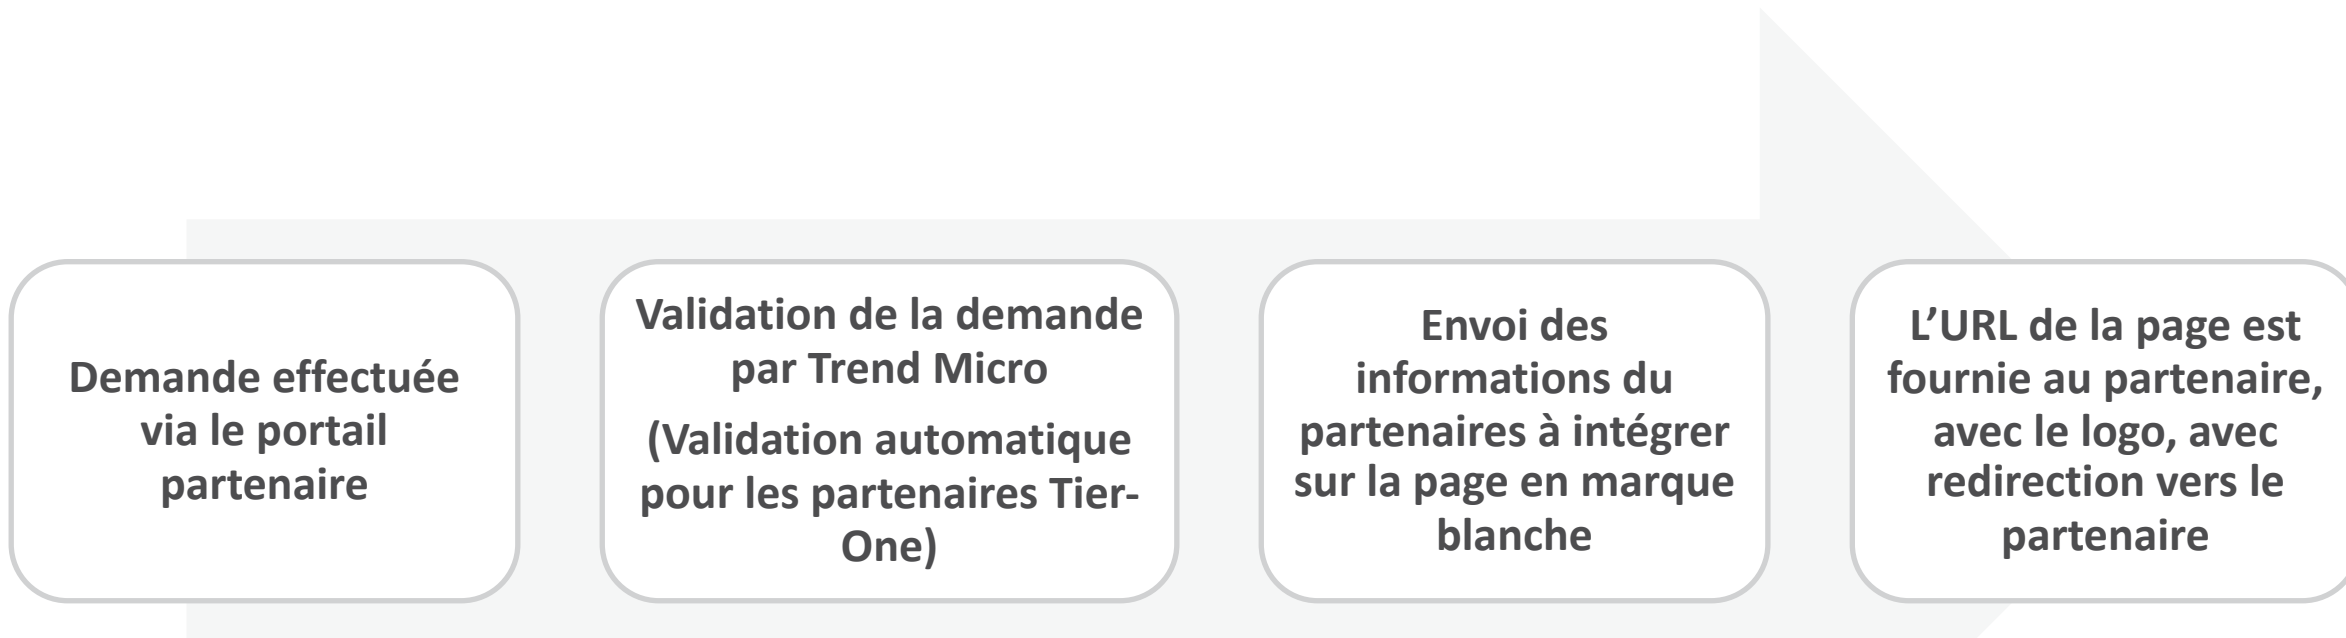 Demande effectuée
via le portail
partenaire
Validation de la demande
par Trend Micro
(Validation automatique
pour les partenaires Tier-
One)
Envoi des
informations du
partenaires à intégrer
sur la page en marque
blanche
L’URL de la page est
fournie au partenaire,
avec le logo, avec
redirection vers le
partenaire